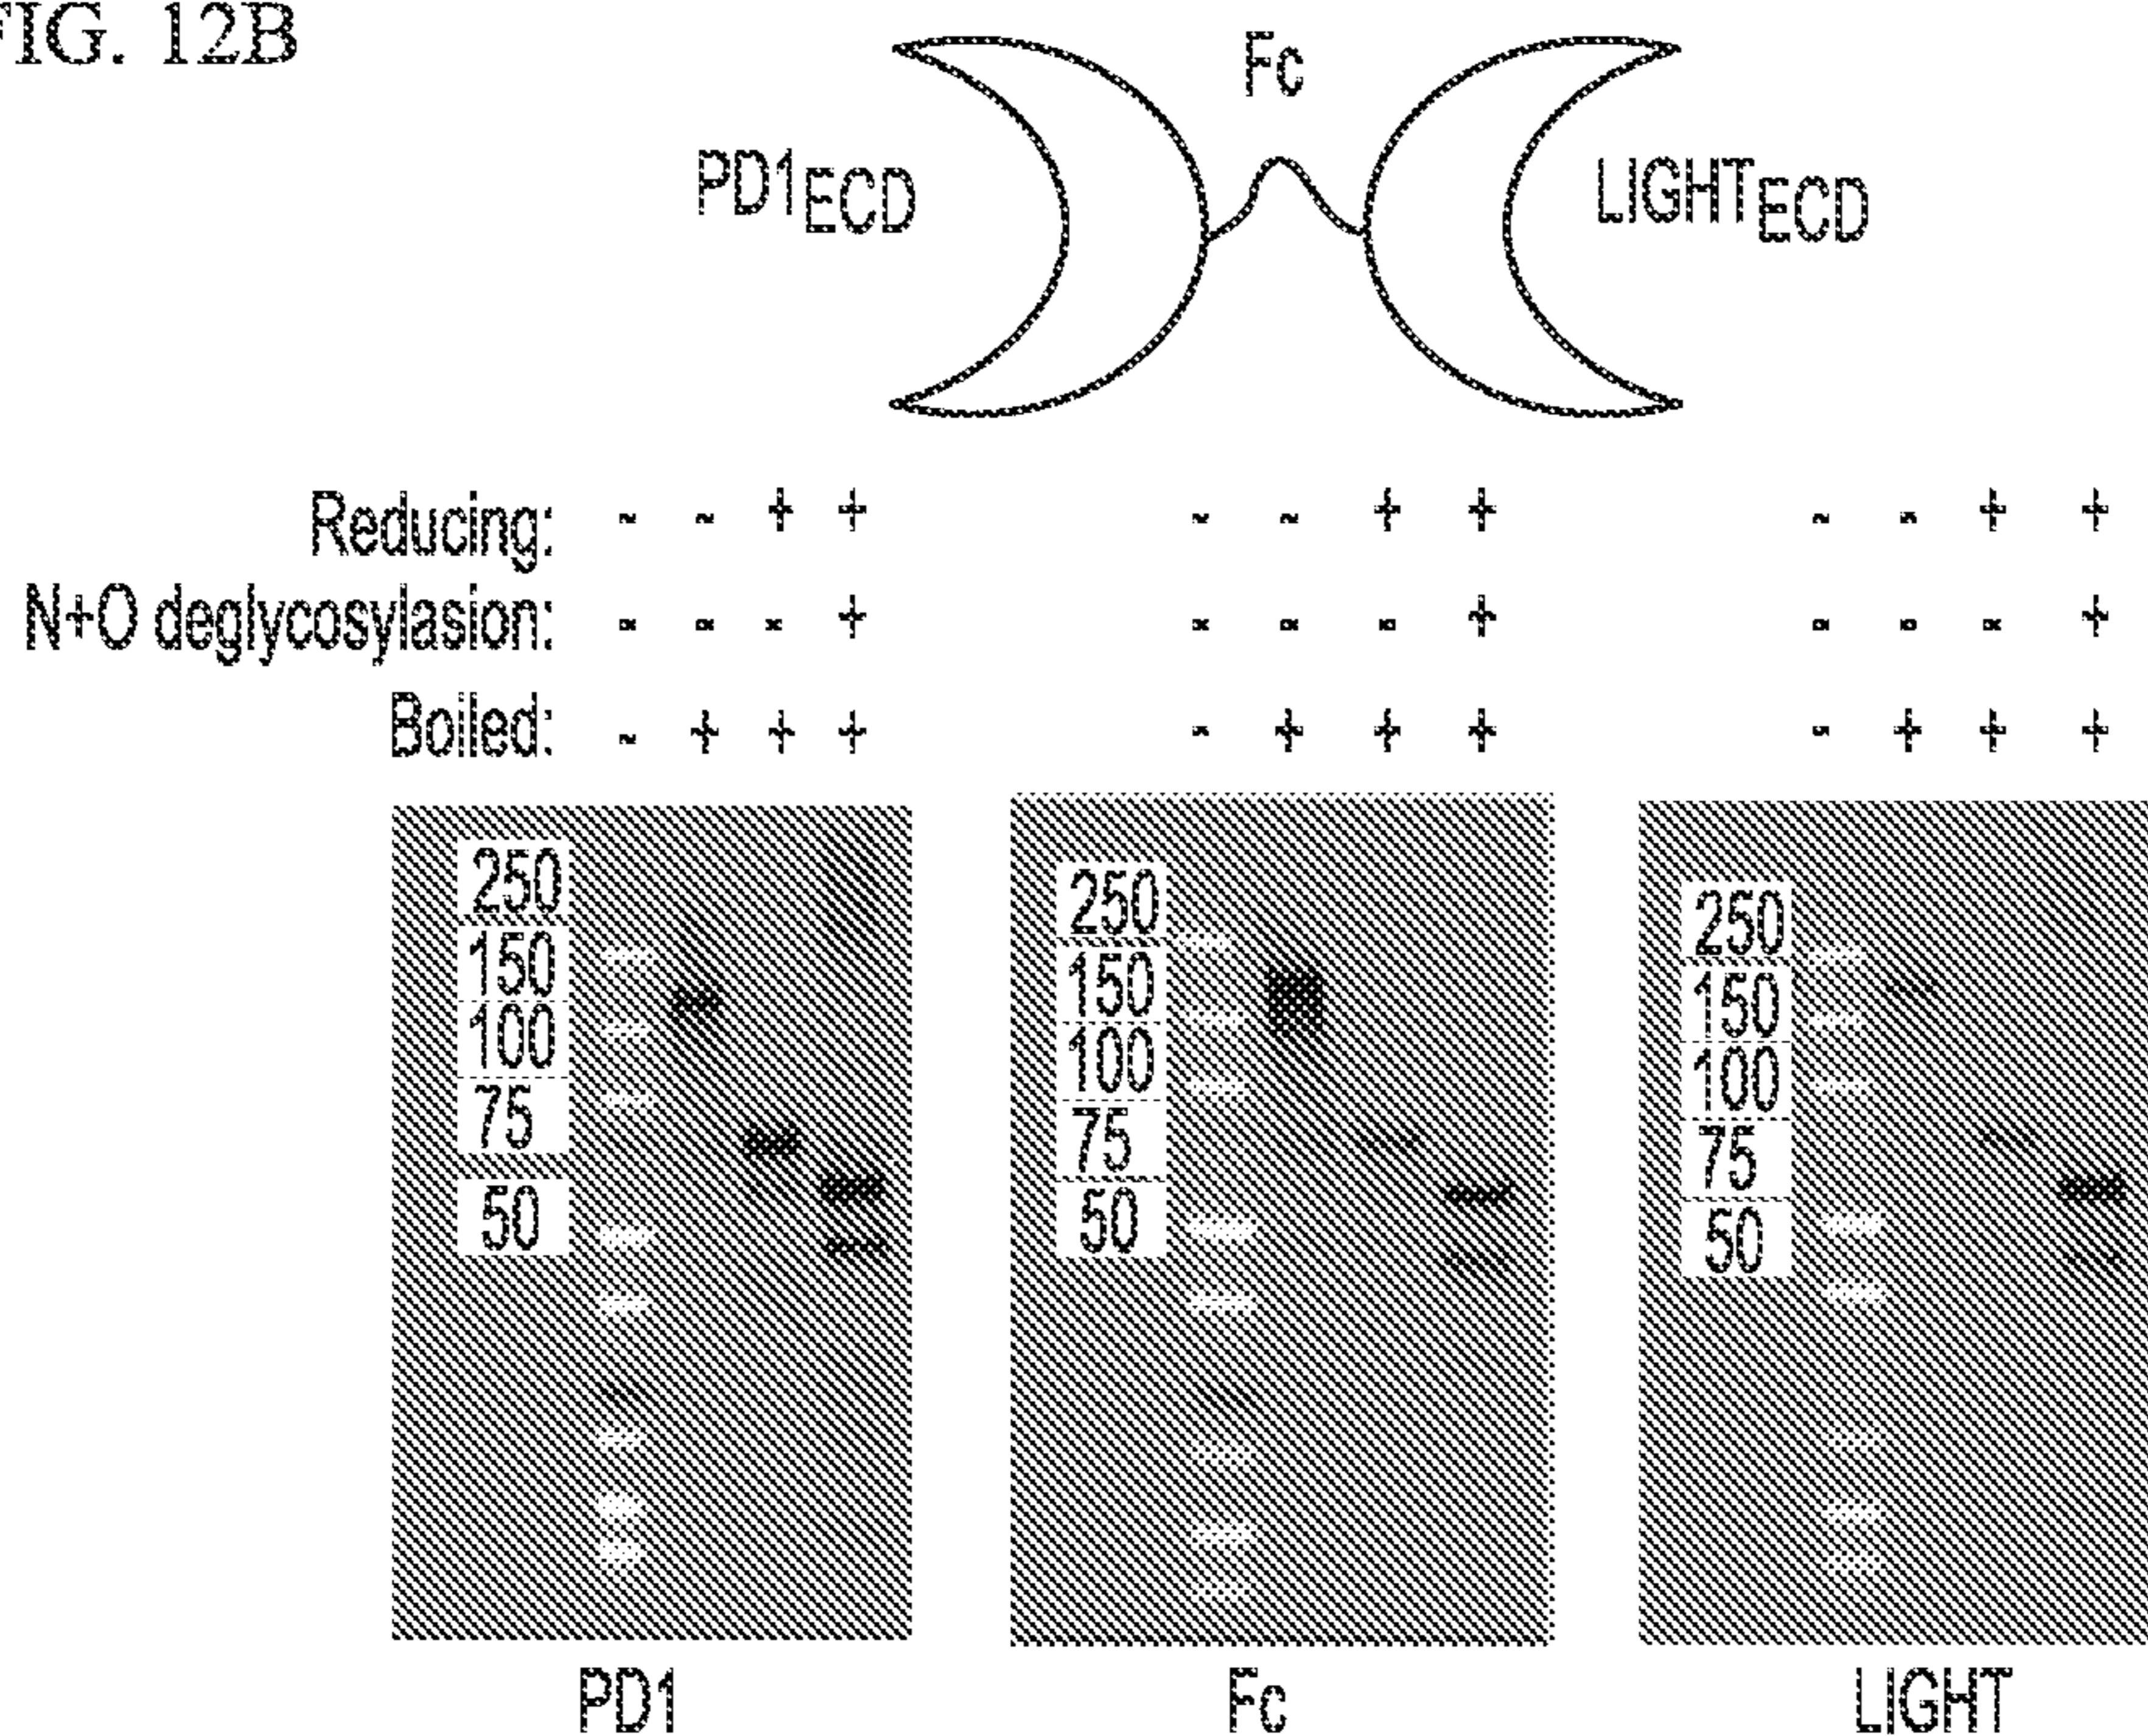 FIG. 12B
Fc
PD1ECD
LIGHTECD
Reducing: - - + + - - + + - - + +
N+O deglycosylasion: - - - + - - - + - - - +
Boiled: - + + + - + + + - + + +
250 250 250
150 150 150
100 100 100
75 75 75
50 50 50
PD1 Fc LIGHT